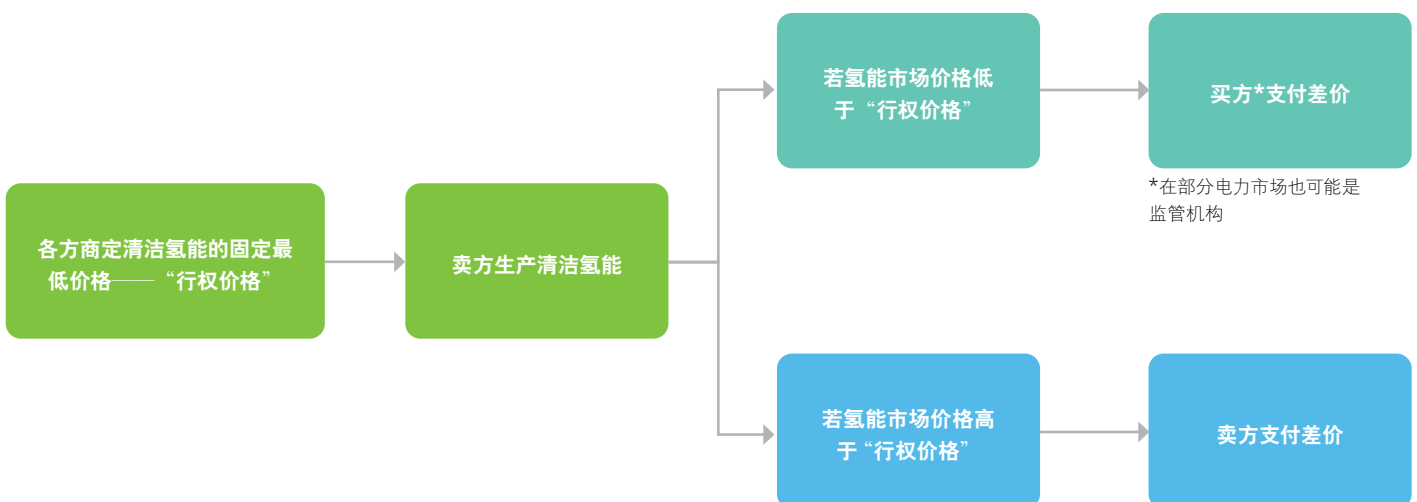 各方商定清洁氢能的固定最
低价格——“行权价格”
卖方生产清洁氢能
若氢能市场价格低
于“行权价格”
买方*支付差价
*在部分电力市场也可能是
监管机构
若氢能市场价格高
于“行权价格”
卖方支付差价